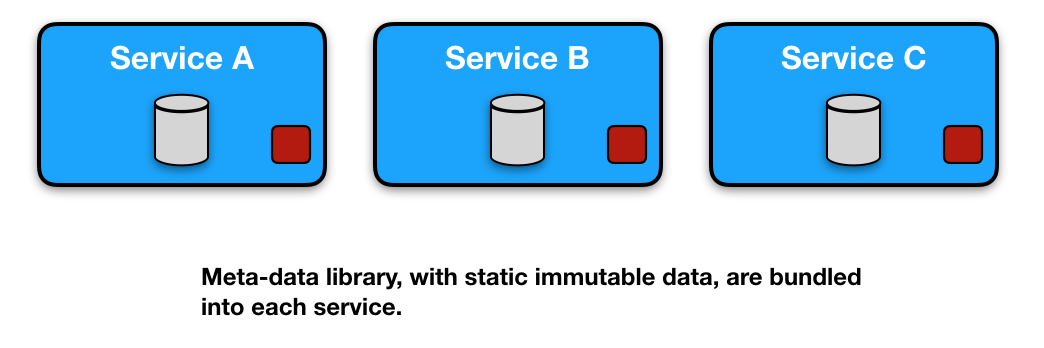 Service A
Service B
Service C
Meta-data library, with static immutable data, are bundled
into each service.